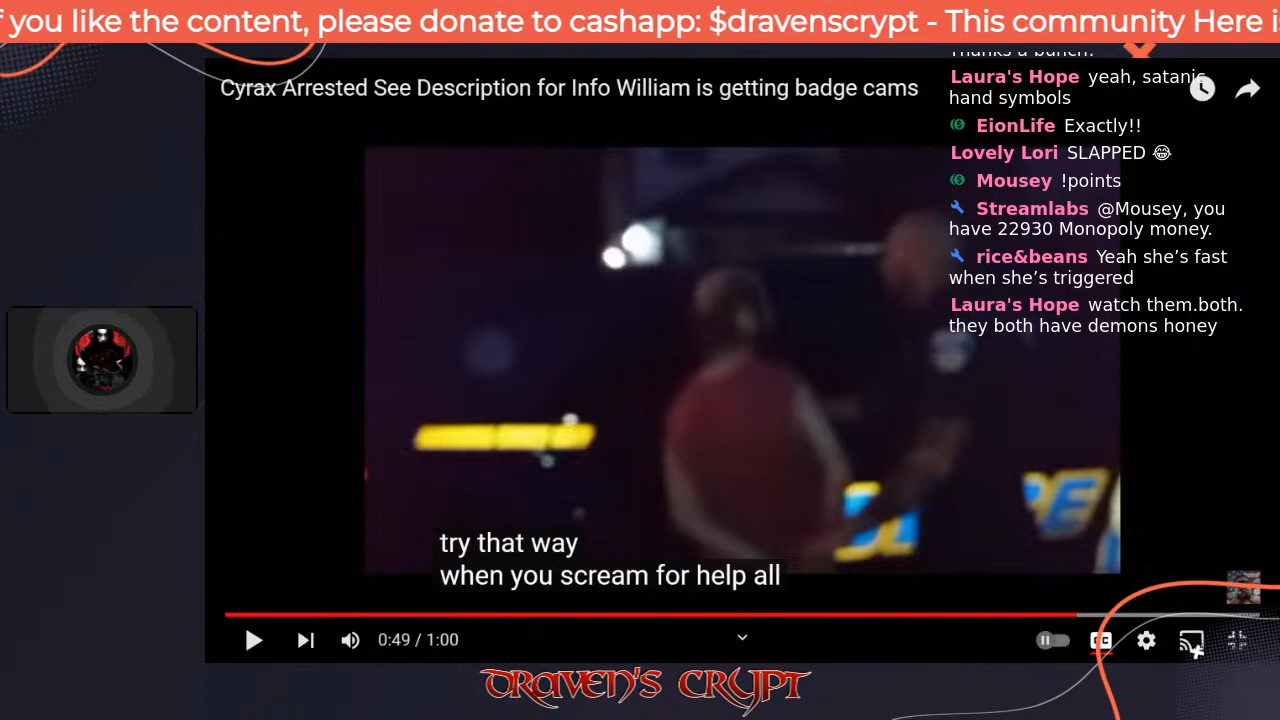 f you like the content, please donate to cashapp: $dravenscrypt - This community Here i
Cyrax Arrested See Description for Info William is getting badge cams
Thanks a bunch!
Laura's Hope yeah, satanic
hand symbols
EionLife Exactly!!
Lovely Lori SLAPPED 😂
Mousey !points
Streamlabs @Mousey, you
have 22930 Monopoly money.
rice&beans Yeah she’s fast
when she’s triggered
Laura's Hope watch them.both.
they both have demons honey
try that way
when you scream for help all
0:49 / 1:00
CC
DRAVEN'S CRYPT